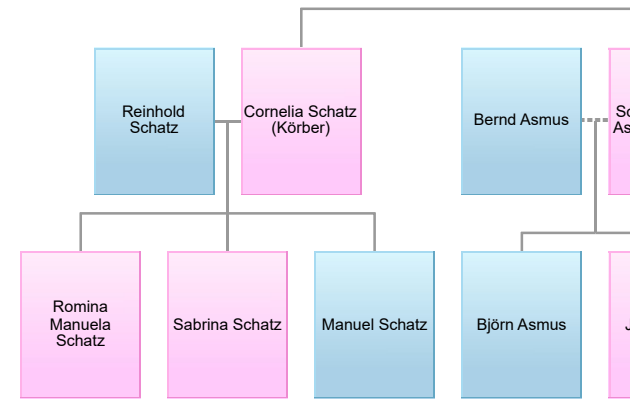 Reinhold
Schatz
Cornelia Schatz
(Körber)
Bernd Asmus
Romina
Manuela
Schatz
Sabrina Schatz
Manuel Schatz
Björn Asmus